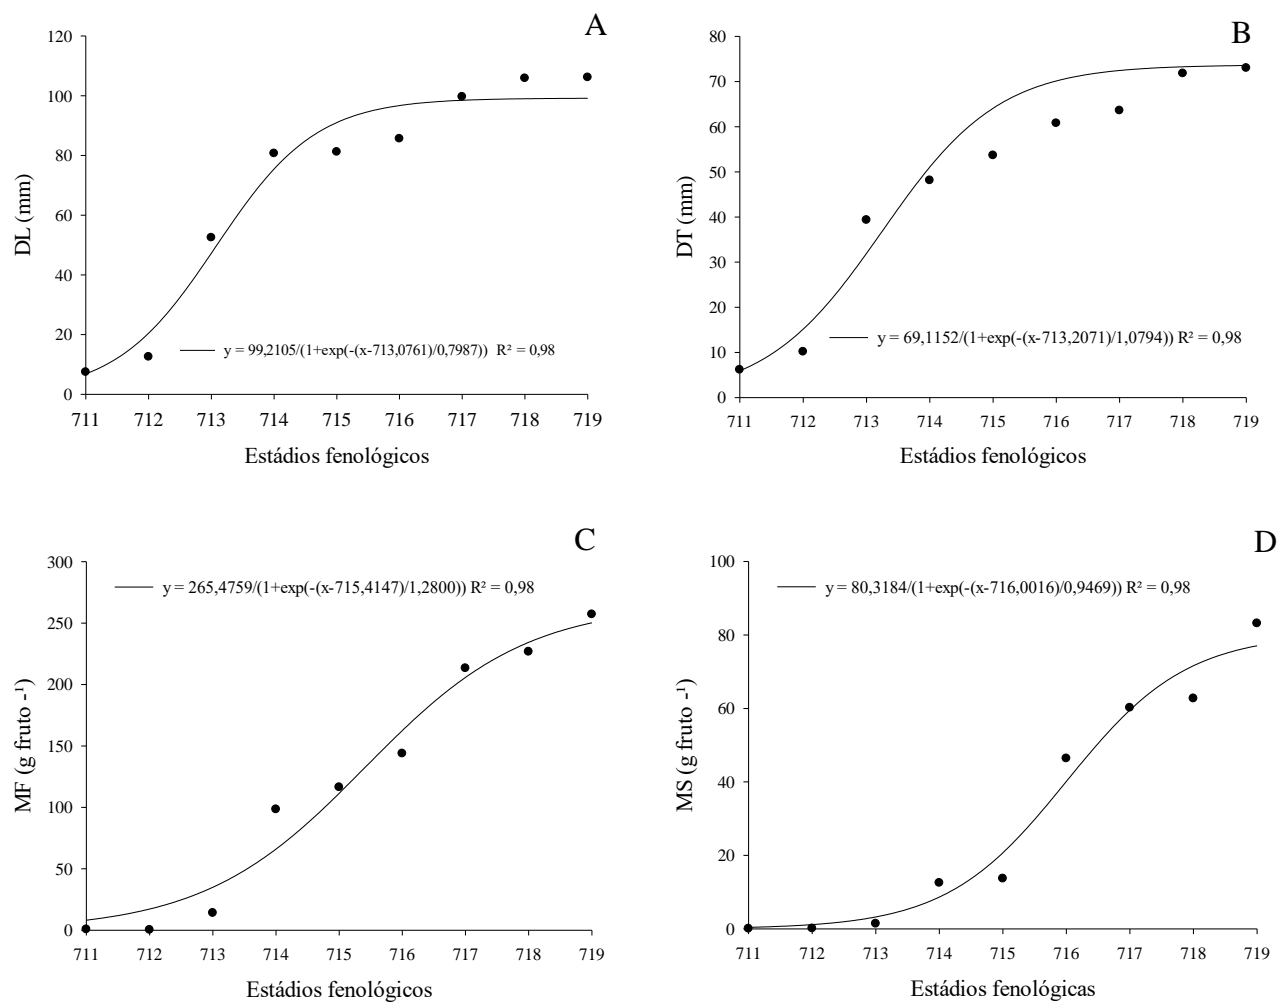 A
120
100
80
60
40
20
0
DL (mm)
y = 99,2105/(1+exp(-(x-713,0761)/0,7987)) R² = 0,98
711 712 713 714 715 716 717 718 719
Estádios fenológicos
B
80
70
60
50
40
30
20
10
0
DT (mm)
y = 69,1152/(1+exp(-(x-713,2071)/1,0794)) R² = 0,98
711 712 713 714 715 716 717 718 719
Estádios fenológicos
C
300
250
200
150
100
50
0
MF (g fruto -¹)
y = 265,4759/(1+exp(-(x-715,4147)/1,2800)) R² = 0,98
711 712 713 714 715 716 717 718 719
Estádios fenológicos
D
100
80
60
40
20
0
MS (g fruto -¹)
y = 80,3184/(1+exp(-(x-716,0016)/0,9469)) R² = 0,98
711 712 713 714 715 716 717 718 719
Estádios fenológicas